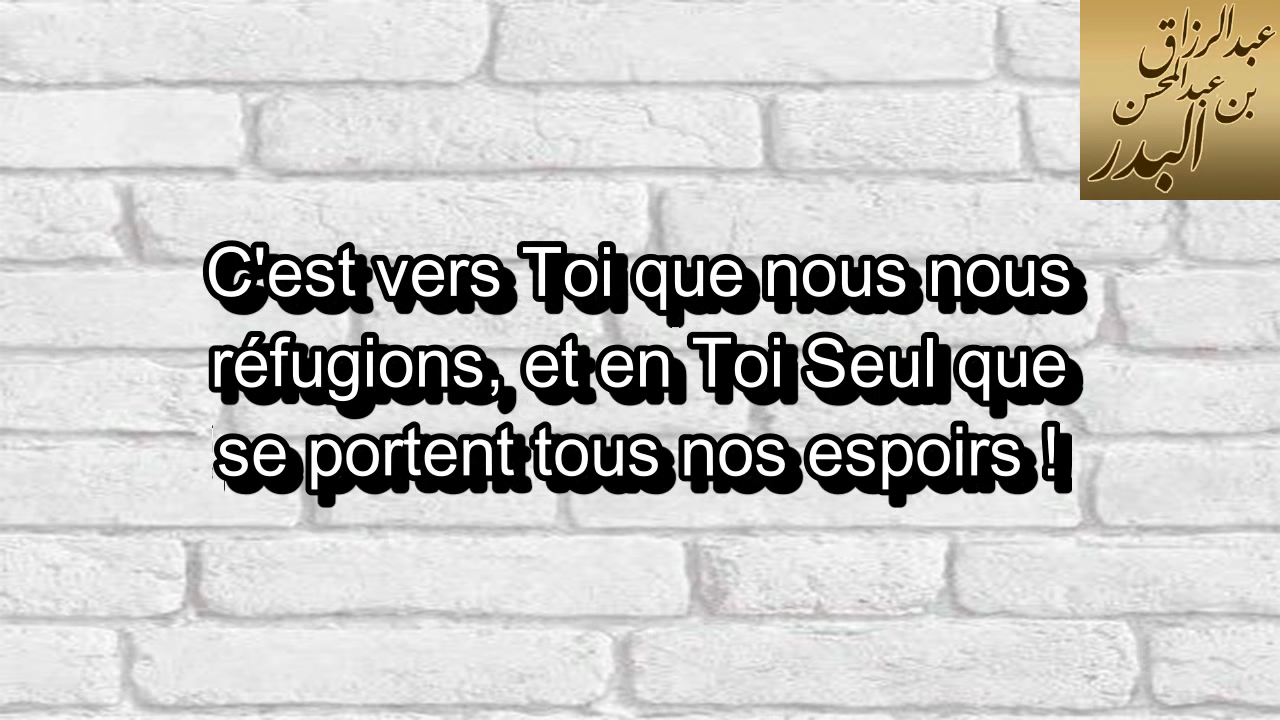 عبدالرزاق
بن عبدالمحسن
البدر
C'est vers Toi que nous nous
réfugions, et en Toi Seul que
se portent tous nos espoirs !